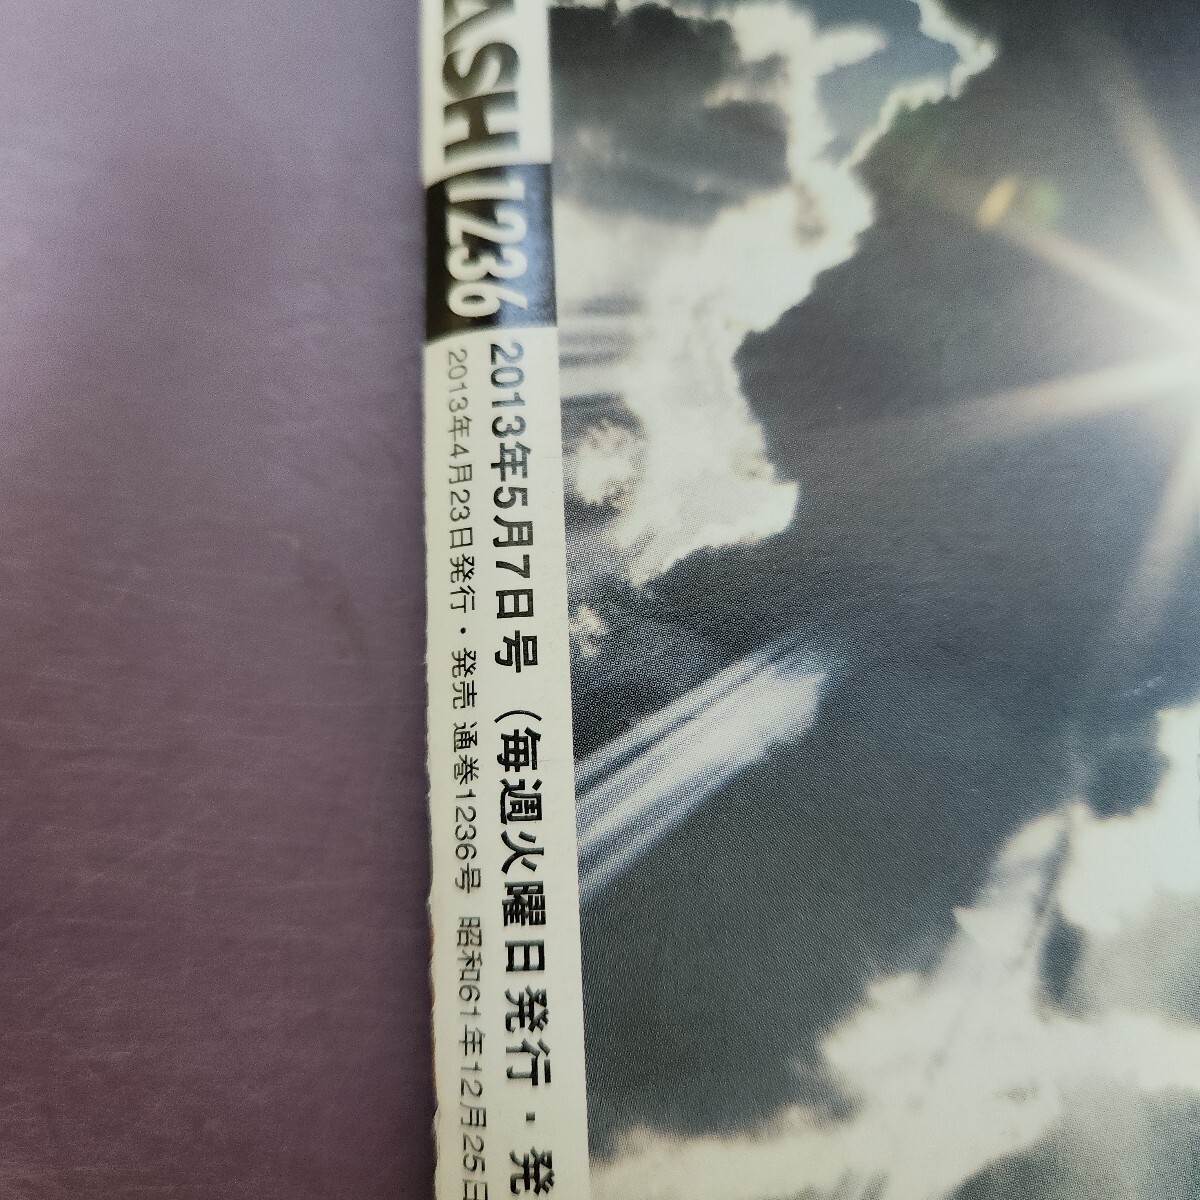 ASH 1236
2013年5月7日号（毎週火曜日発行・発
2013年4月23日発行・発売 通巻1236号 昭和61年12月25日